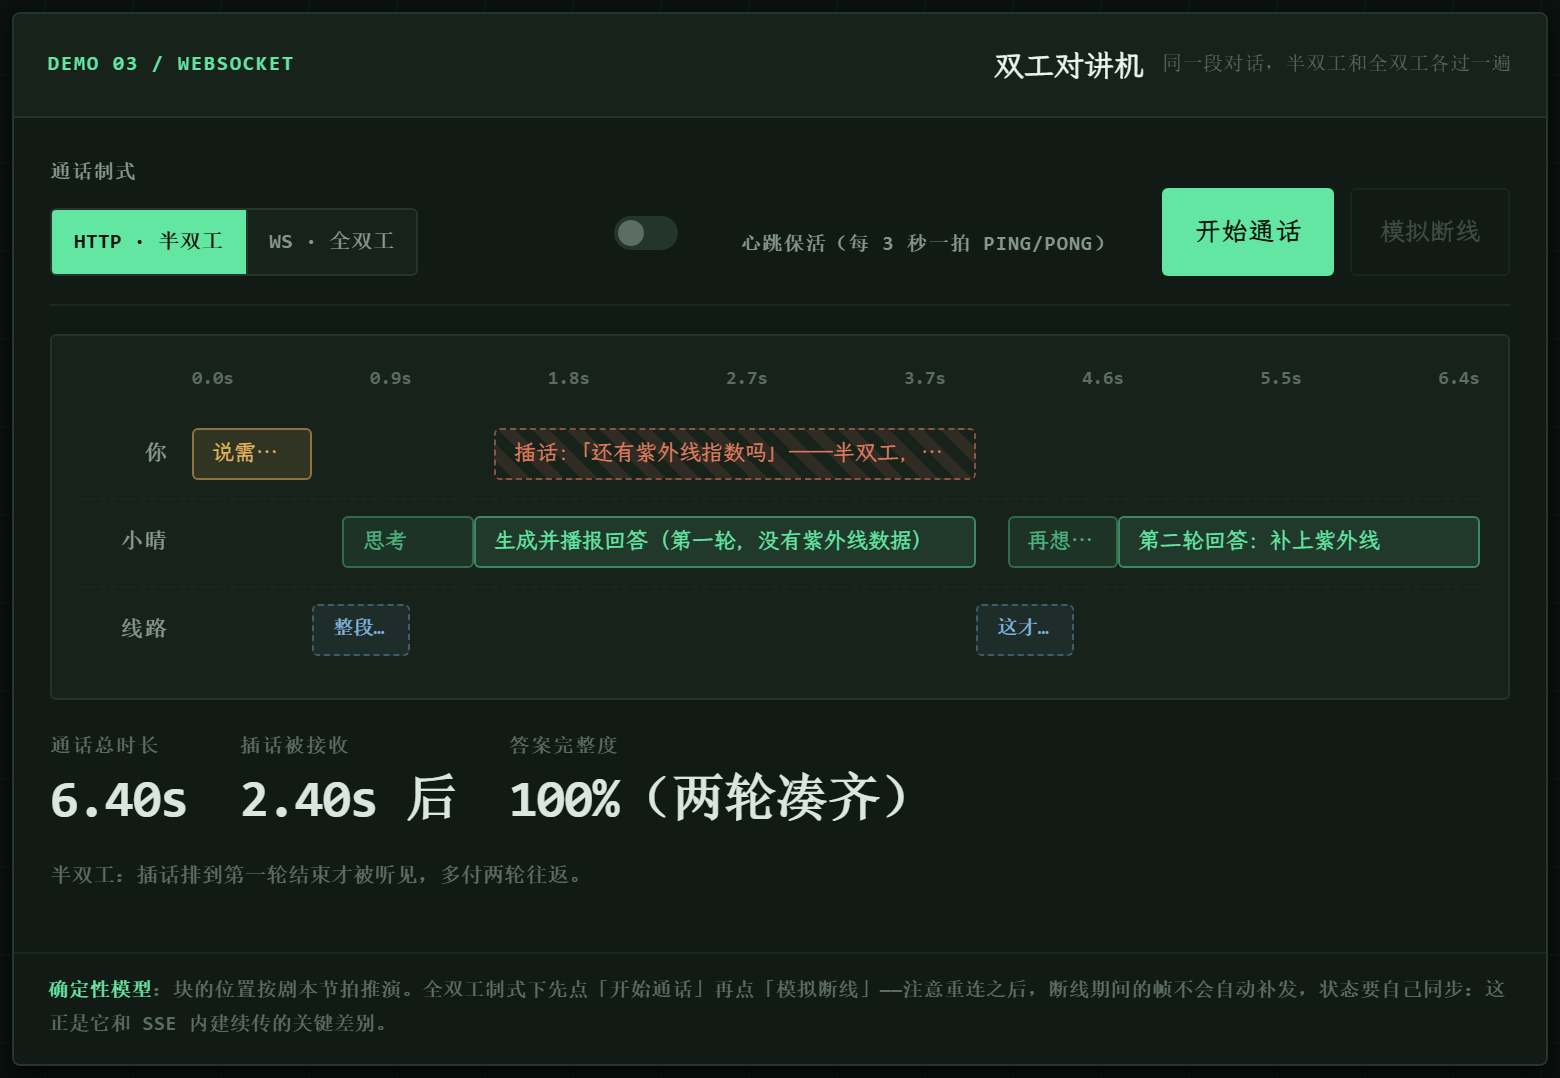 DEMO 03 / WEBSOCKET
双工对讲机 同一段对话，半双工和全双工各过一遍
通话制式
HTTP · 半双工 WS · 全双工 心跳保活（每 3 秒一拍 PING/PONG） 开始通话 模拟断线
0.0s 0.9s 1.8s 2.7s 3.7s 4.6s 5.5s 6.4s
你 说需… 插话：「还有紫外线指数吗」——半双工，…
小晴 思考 生成并播报回答（第一轮，没有紫外线数据） 再想… 第二轮回答：补上紫外线
线路 整段… 这才…
通话总时长 插话被接收 答案完整度
6.40s 2.40s 后 100%（两轮凑齐）
半双工：插话排到第一轮结束才被听见，多付两轮往返。
确定性模型：块的位置按剧本节拍推演。全双工制式下先点「开始通话」再点「模拟断线」——注意重连之后，断线期间的帧不会自动补发，状态要自己同步：这
正是它和 SSE 内建续传的关键差别。